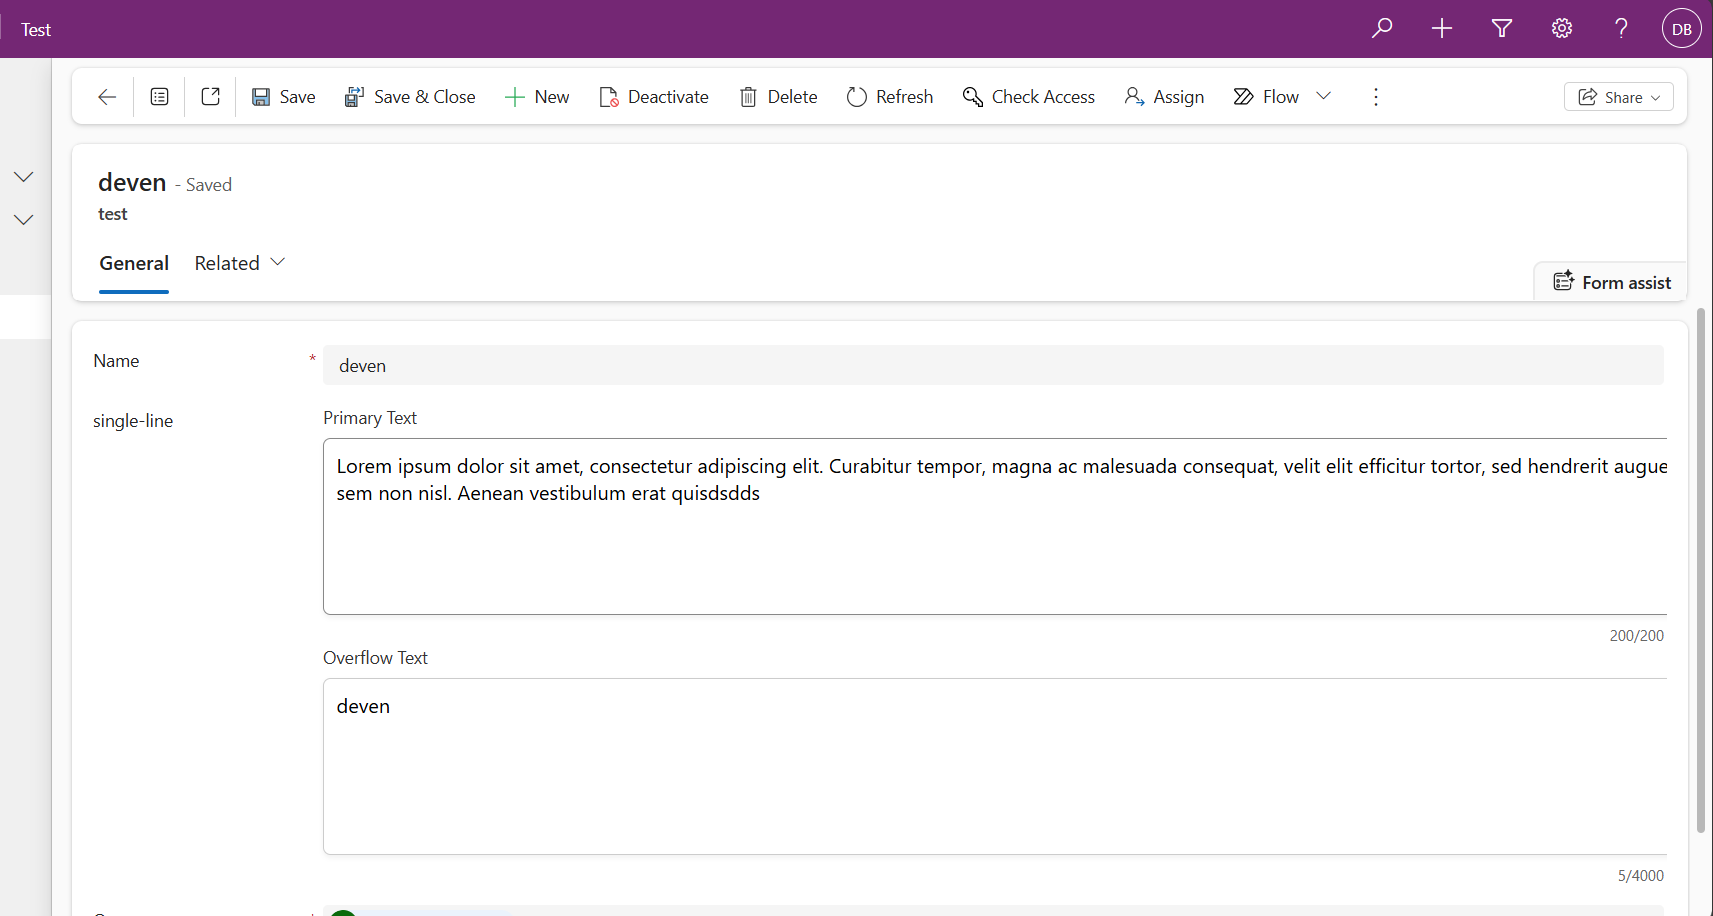 Test
DB
Save
Save & Close
New
Deactivate
Delete
Refresh
Check Access
Assign
Flow
Share
deven - Saved
test
General
Related
Form assist
Name *
deven
single-line
Primary Text
Lorem ipsum dolor sit amet, consectetur adipiscing elit. Curabitur tempor, magna ac malesuada consequat, velit elit efficitur tortor, sed hendrerit augue
sem non nisl. Aenean vestibulum erat quisdsdds
200/200
Overflow Text
deven
5/4000